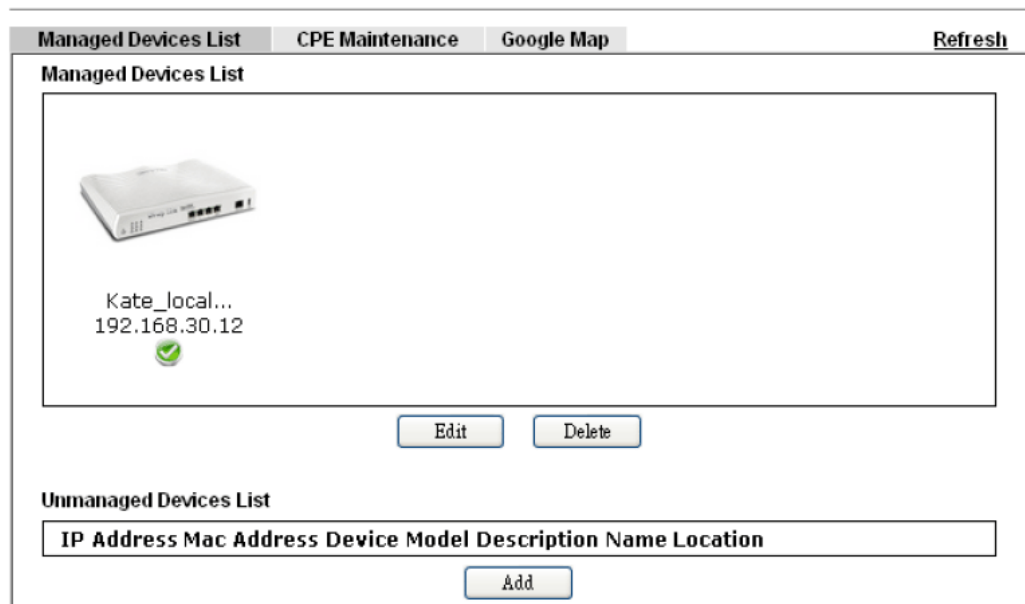 Managed Devices List CPE Maintenance Google Map Refresh
Managed Devices List
Kate_local...
192.168.30.12
Edit Delete
Unmanaged Devices List
IP Address Mac Address Device Model Description Name Location
Add